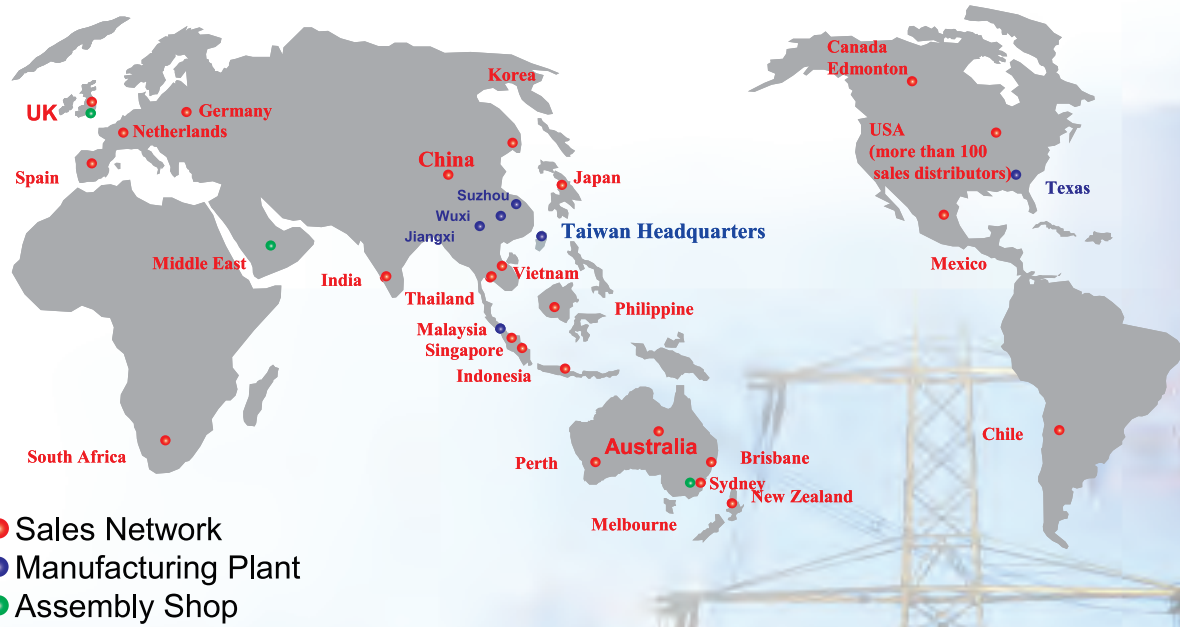 Canada
Edmonton
Korea
UK
Germany
Netherlands
USA
(more than 100
sales distributors)
Spain
China
Japan
Texas
Suzhou
Wuxi
Jiangxi
Taiwan Headquarters
Middle East
Mexico
India
Vietnam
Thailand
Philippine
Malaysia
Singapore
Indonesia
Chile
South Africa
Australia
Perth
Brisbane
Sydney
New Zealand
Melbourne
Sales Network
Manufacturing Plant
Assembly Shop